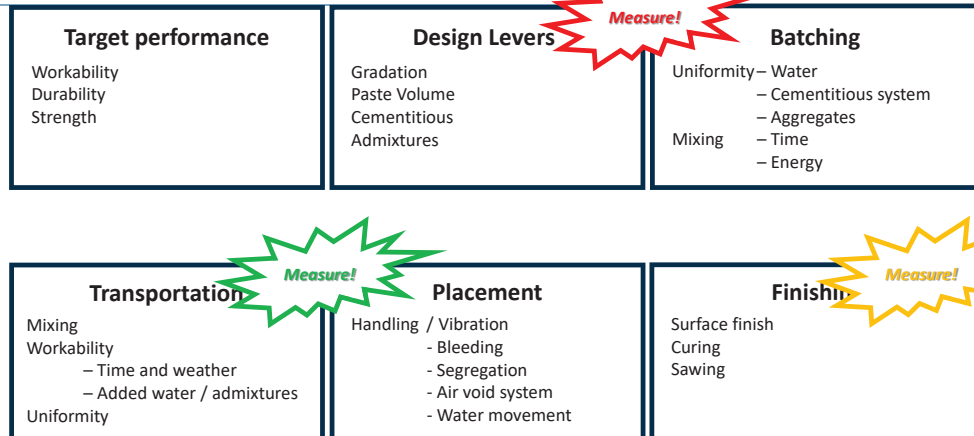 Measure!
Target performance
Workability
Durability
Strength
Design Levers
Gradation
Paste Volume
Cementitious
Admixtures
Batching
Uniformity – Water
– Cementitious system
– Aggregates
Mixing – Time
– Energy
Measure!
Measure!
Transportation
Mixing
Workability
– Time and weather
– Added water / admixtures
Uniformity
Placement
Handling / Vibration
- Bleeding
- Segregation
- Air void system
- Water movement
Finishin
Surface finish
Curing
Sawing